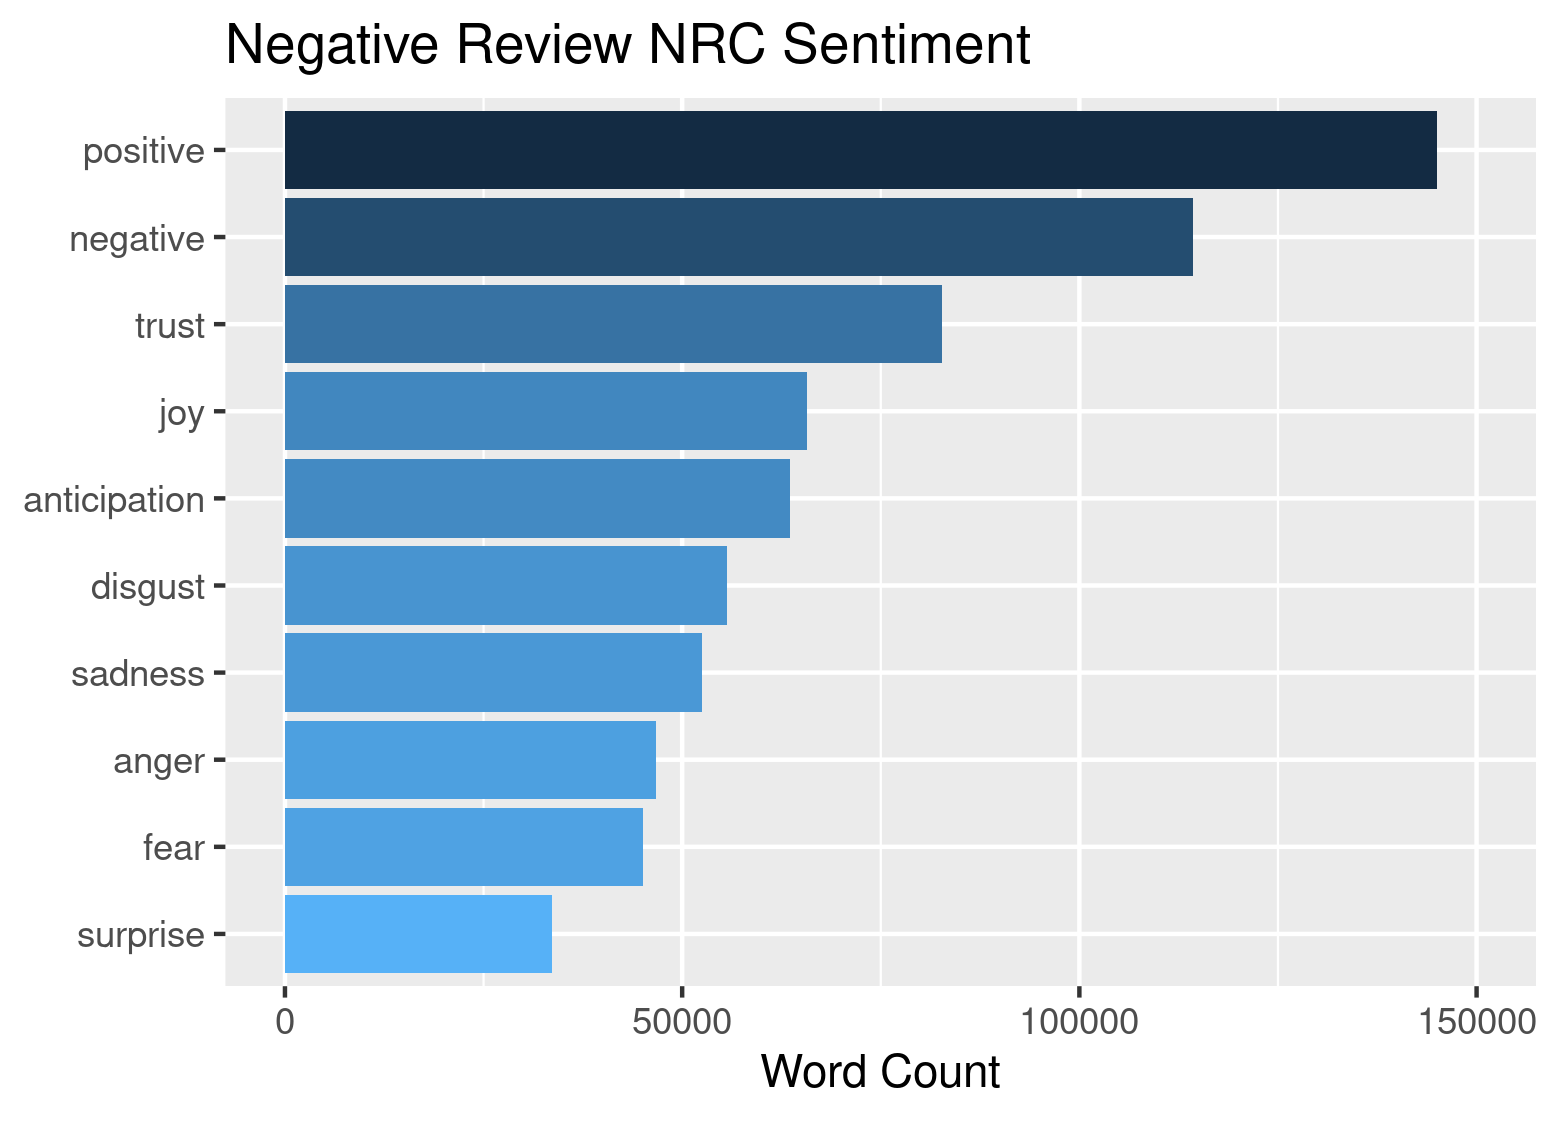 Negative Review NRC Sentiment
positive
negative
trust
joy
anticipation
disgust
sadness
anger
fear
surprise
0 50000 100000 150000
Word Count